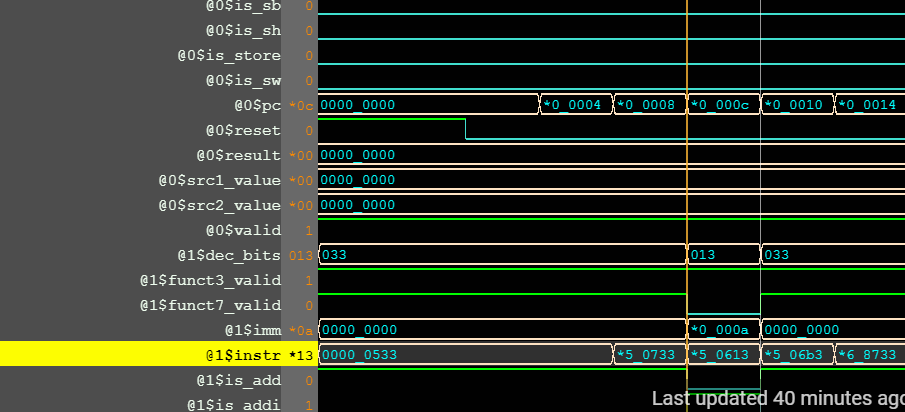 @0$is_sb 0
@0$is_sh 0
@0$is_store 0
@0$is_sw 0
@0$pc *0c 0000_0000 *0_0004 *0_0008 *0_000c *0_0010 *0_0014
@0$reset 0
@0$result *00 0000_0000
@0$src1_value *00 0000_0000
@0$src2_value *00 0000_0000
@0$valid 1
@1$dec_bits 013 033 013 033
@1$funct3_valid 1
@1$funct7_valid 0
@1$imm *0a 0000_0000 *0_000a 0000_0000
@1$instr *13 0000_0533 *5_0733 *5_0613 *5_06b3 *6_8733
@1$is_add 0
@1$is_addi 1
Last updated 40 minutes ago